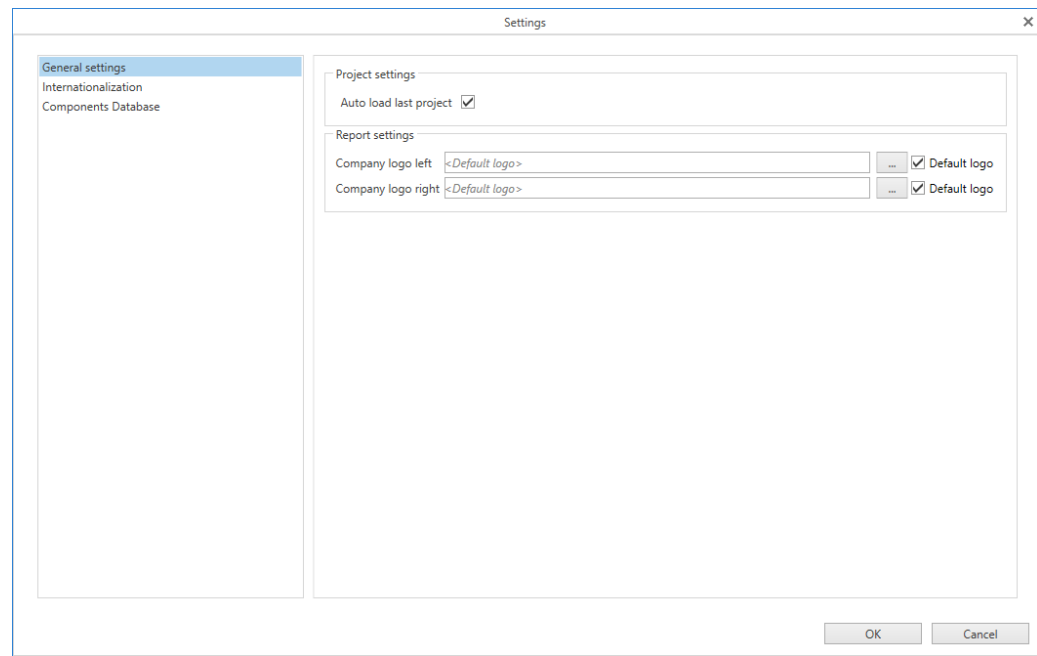 Settings
General settings
Internationalization
Components Database
Project settings
Auto load last project
Report settings
Company logo left <Default logo> ... Default logo
Company logo right <Default logo> ... Default logo
OK Cancel